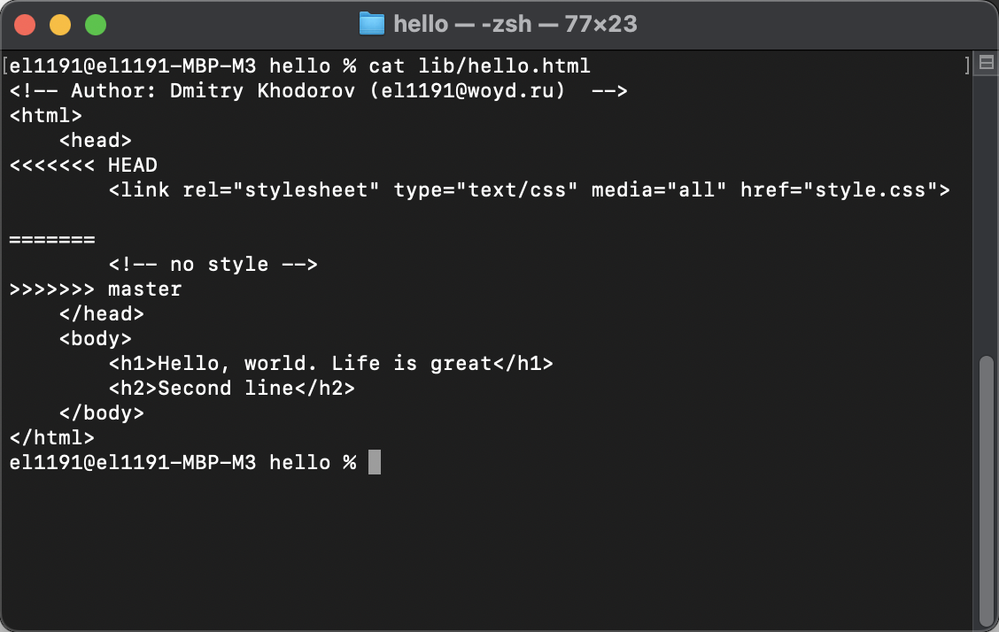 hello — -zsh — 77×23
[el1191@el1191-MBP-M3 hello % cat lib/hello.html ]
<!-- Author: Dmitry Khodorov (el1191@woyd.ru)  -->
<html>
    <head>
<<<<<<< HEAD
        <link rel="stylesheet" type="text/css" media="all" href="style.css">

=======
        <!-- no style -->
>>>>>>> master
    </head>
    <body>
        <h1>Hello, world. Life is great</h1>
        <h2>Second line</h2>
    </body>
</html>
el1191@el1191-MBP-M3 hello %